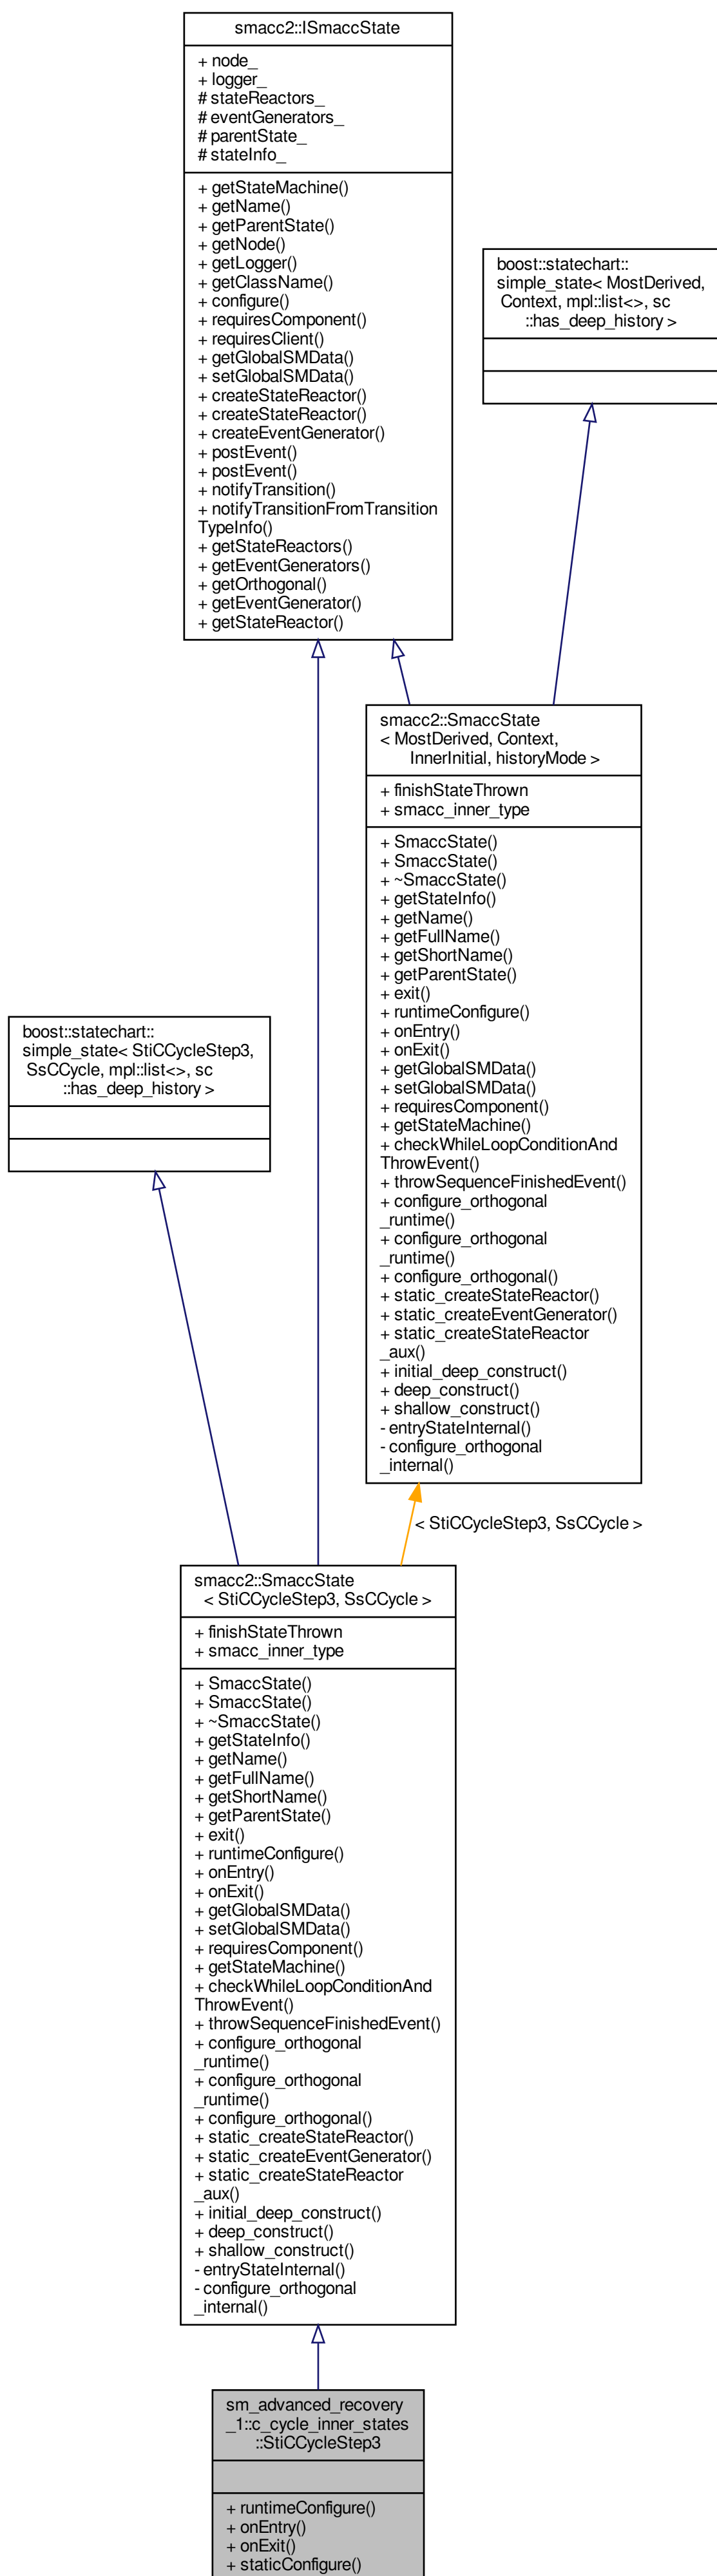 smacc2::ISmaccState
+ node_
+ logger_
# stateReactors_
# eventGenerators_
# parentState_
# stateInfo_
+ getStateMachine()
+ getName()
+ getParentState()
+ getNode()
+ getLogger()
+ getClassName()
+ configure()
+ requiresComponent()
+ requiresClient()
+ getGlobalSMData()
+ setGlobalSMData()
+ createStateReactor()
+ createStateReactor()
+ createEventGenerator()
+ postEvent()
+ postEvent()
+ notifyTransition()
+ notifyTransitionFromTransition
TypeInfo()
+ getStateReactors()
+ getEventGenerators()
+ getOrthogonal()
+ getEventGenerator()
+ getStateReactor()
boost::statechart::
simple_state< MostDerived,
Context, mpl::list<>, sc
::has_deep_history >
smacc2::SmaccState
< MostDerived, Context,
InnerInitial, historyMode >
+ finishStateThrown
+ smacc_inner_type
+ SmaccState()
+ SmaccState()
+ ~SmaccState()
+ getStateInfo()
+ getName()
+ getFullName()
+ getShortName()
+ getParentState()
+ exit()
+ runtimeConfigure()
+ onEntry()
+ onExit()
+ getGlobalSMData()
+ setGlobalSMData()
+ requiresComponent()
+ getStateMachine()
+ checkWhileLoopConditionAnd
ThrowEvent()
+ throwSequenceFinishedEvent()
+ configure_orthogonal
_runtime()
+ configure_orthogonal
_runtime()
+ configure_orthogonal()
+ static_createStateReactor()
+ static_createEventGenerator()
+ static_createStateReactor
_aux()
+ initial_deep_construct()
+ deep_construct()
+ shallow_construct()
- entryStateInternal()
- configure_orthogonal
_internal()
boost::statechart::
simple_state< StiCCycleStep3,
SsCCycle, mpl::list<>, sc
::has_deep_history >
< StiCCycleStep3, SsCCycle >
smacc2::SmaccState
< StiCCycleStep3, SsCCycle >
+ finishStateThrown
+ smacc_inner_type
+ SmaccState()
+ SmaccState()
+ ~SmaccState()
+ getStateInfo()
+ getName()
+ getFullName()
+ getShortName()
+ getParentState()
+ exit()
+ runtimeConfigure()
+ onEntry()
+ onExit()
+ getGlobalSMData()
+ setGlobalSMData()
+ requiresComponent()
+ getStateMachine()
+ checkWhileLoopConditionAnd
ThrowEvent()
+ throwSequenceFinishedEvent()
+ configure_orthogonal
_runtime()
+ configure_orthogonal
_runtime()
+ configure_orthogonal()
+ static_createStateReactor()
+ static_createEventGenerator()
+ static_createStateReactor
_aux()
+ initial_deep_construct()
+ deep_construct()
+ shallow_construct()
- entryStateInternal()
- configure_orthogonal
_internal()
sm_advanced_recovery
_1::c_cycle_inner_states
::StiCCycleStep3
+ runtimeConfigure()
+ onEntry()
+ onExit()
+ staticConfigure()